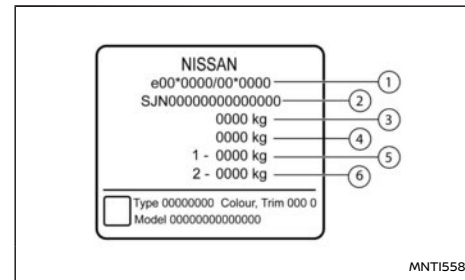 NISSAN
e00*0000/00*0000 1
SJN00000000000000 2
0000 kg 3
0000 kg 4
1 - 0000 kg 5
2 - 0000 kg 6
Type 00000000 Colour, Trim 000 0
Model 00000000000000
MNTI558